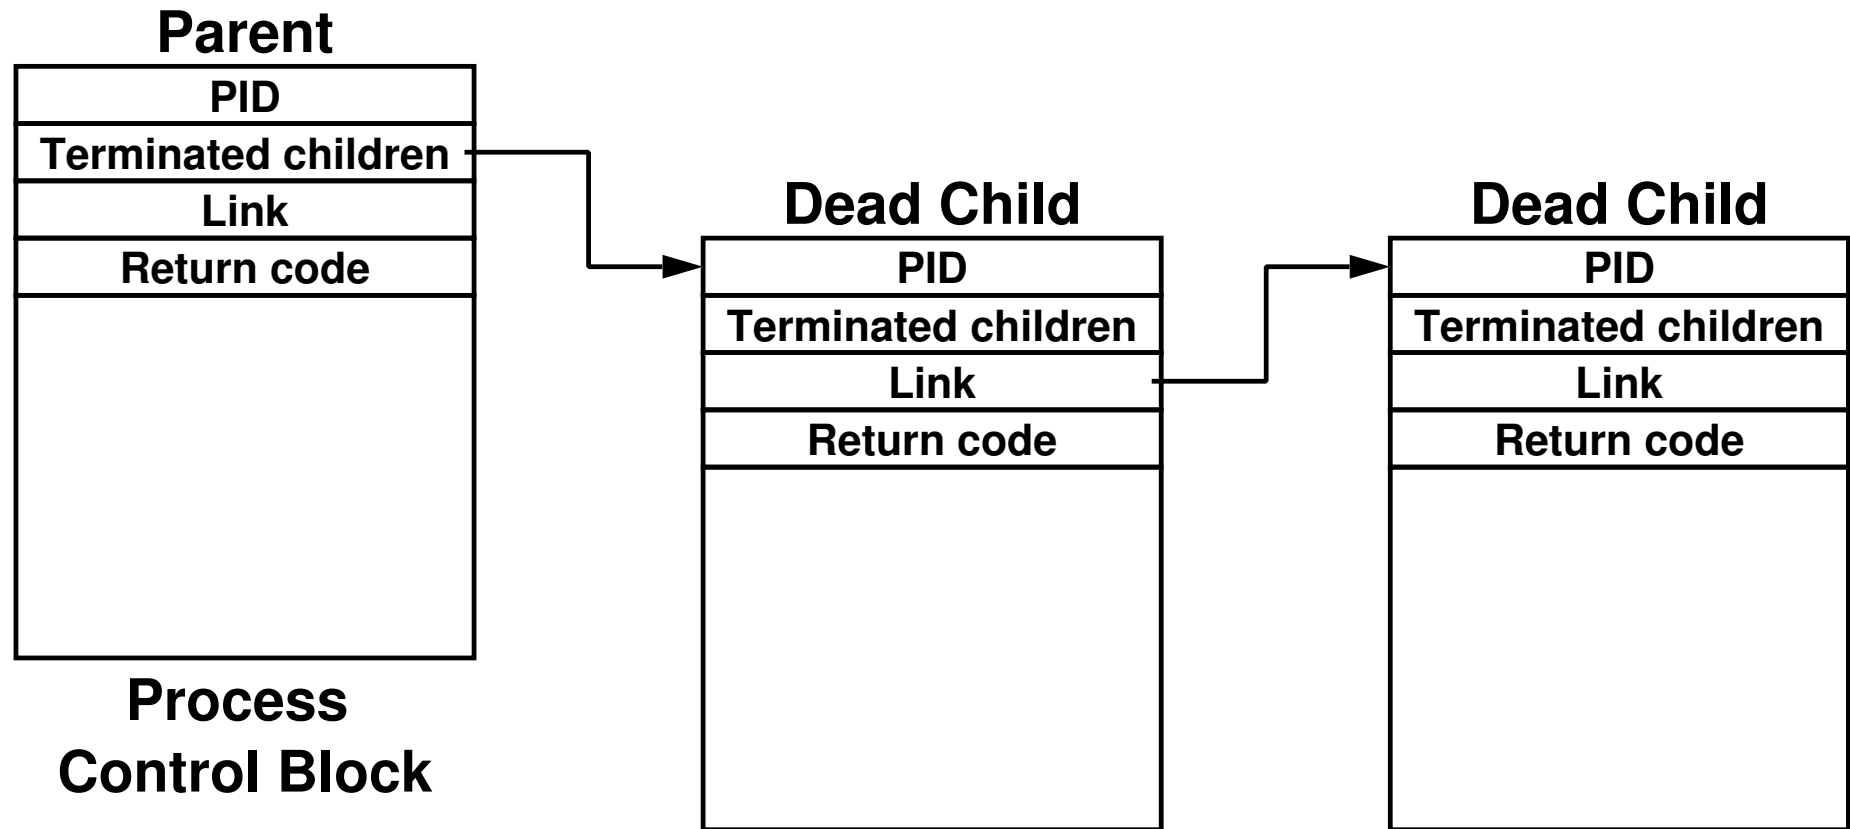 Parent
PID
Terminated children
Link
Return code
Process
Control Block
Dead Child
PID
Terminated children
Link
Return code
Dead Child
PID
Terminated children
Link
Return code